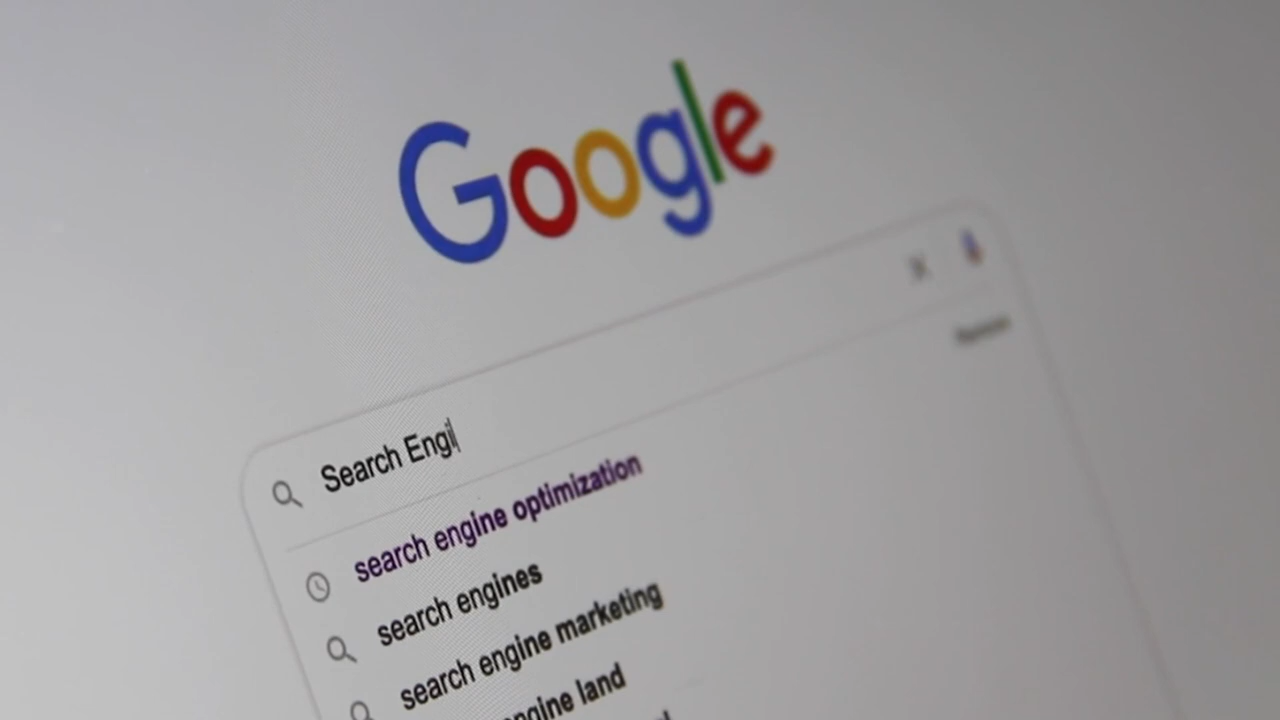 Google
Search Engi
search engine optimization
search engines
search engine marketing
engine land